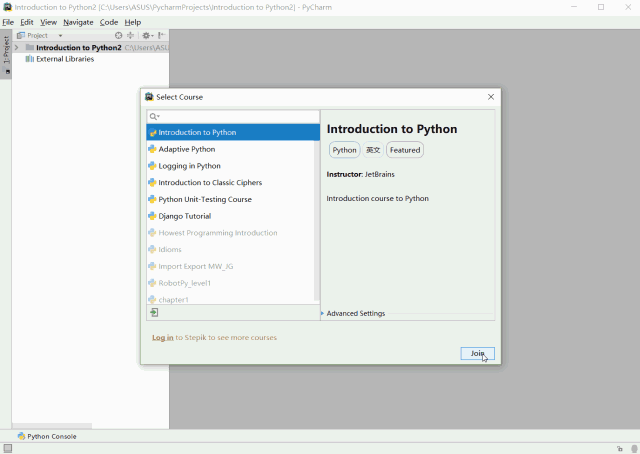 Introduction to Python2 [C:\Users\ASUS\PycharmProjects\Introduction to Python2] - PyCharm
File Edit View Navigate Code Help
1: Project
Project
Introduction to Python2 C:\Users\ASU
External Libraries
Select Course
Introduction to Python
Adaptive Python
Logging in Python
Introduction to Classic Ciphers
Python Unit-Testing Course
Django Tutorial
Howest Programming Introduction
Idioms
Import Export MW_JG
RobotPy_level1
chapter1
Introduction to Python
Python 英文 Featured
Instructor: JetBrains
Introduction course to Python
Advanced Settings
Log in to Stepik to see more courses
Join
Python Console